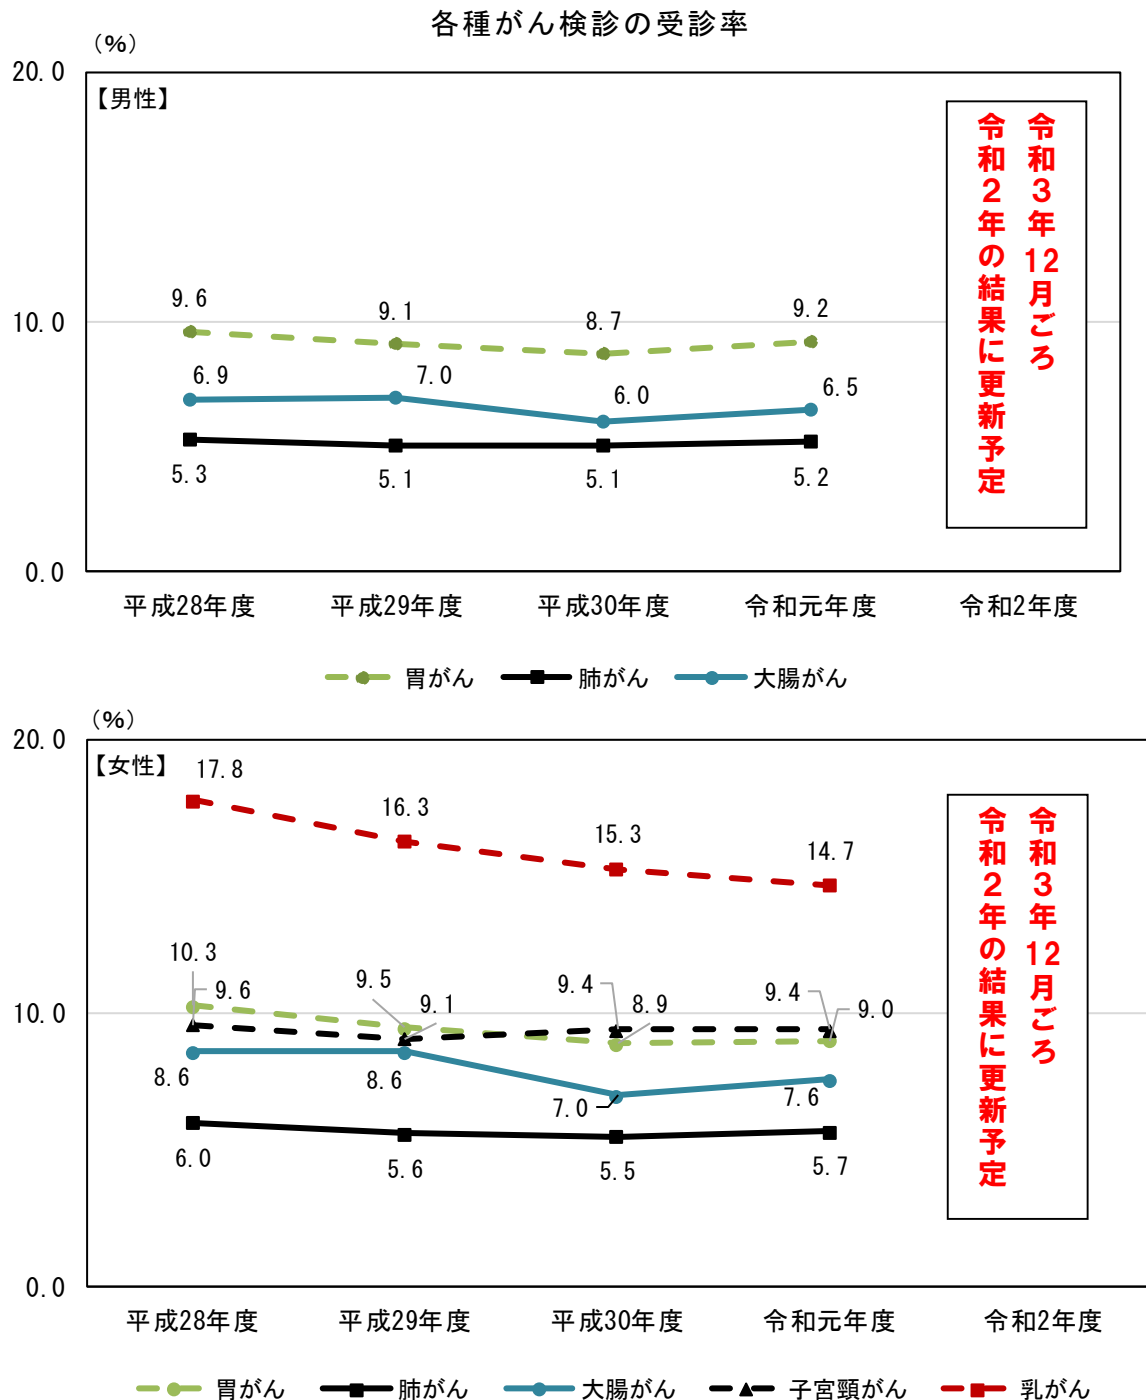 各種がん検診の受診率
(%)
20.0
【男性】
令和3年12月ごろ
令和2年の結果に更新予定
9.6
9.1
8.7
9.2
10.0
6.9
7.0
6.0
6.5
5.3
5.1
5.1
5.2
0.0
平成28年度
平成29年度
平成30年度
令和元年度
令和2年度
胃がん
肺がん
大腸がん
(%)
20.0
【女性】
令和3年12月ごろ
令和2年の結果に更新予定
17.8
16.3
15.3
14.7
10.3
9.6
9.5
9.1
9.4
8.9
9.4
9.0
10.0
8.6
8.6
7.0
7.6
6.0
5.6
5.5
5.7
0.0
平成28年度
平成29年度
平成30年度
令和元年度
令和2年度
胃がん
肺がん
大腸がん
子宮頸がん
乳がん